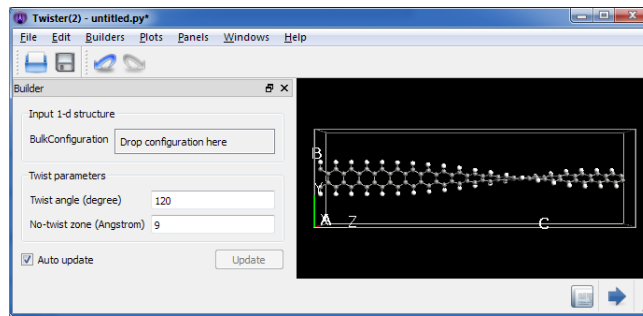 Twister(2) - untitled.py*
File Edit Builders Plots Panels Windows Help
Builder
Input 1-d structure
BulkConfiguration Drop configuration here
Twist parameters
Twist angle (degree) 120
No-twist zone (Angstrom) 9
Auto update Update
B
Y
X A Z C